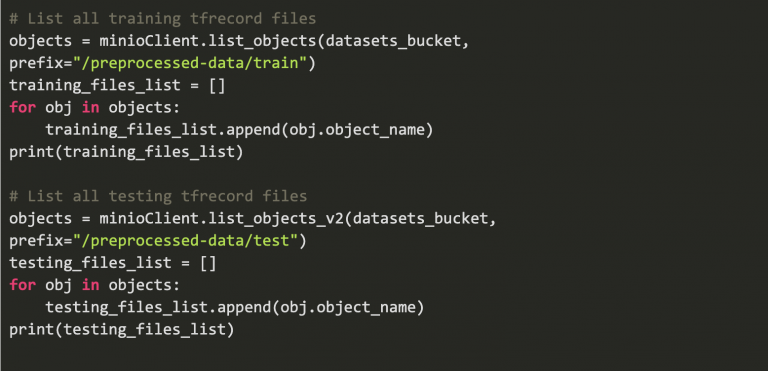 # List all training tfrecord files
objects = minioClient.list_objects(datasets_bucket,
prefix="/preprocessed-data/train")
training_files_list = []
for obj in objects:
    training_files_list.append(obj.object_name)
print(training_files_list)

# List all testing tfrecord files
objects = minioClient.list_objects_v2(datasets_bucket,
prefix="/preprocessed-data/test")
testing_files_list = []
for obj in objects:
    testing_files_list.append(obj.object_name)
print(testing_files_list)